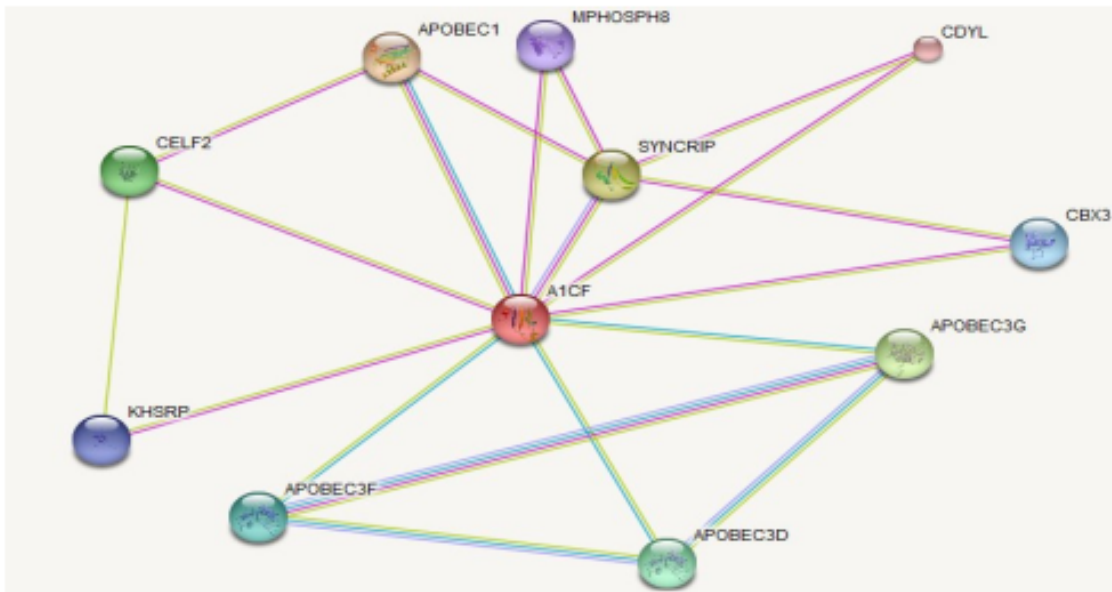 MPHOSPH8
APOBEC1
CDYL
CELF2
SYNCRIP
CBX3
A1CF
APOBEC3G
KHSRP
APOBEC3F
APOBEC3D